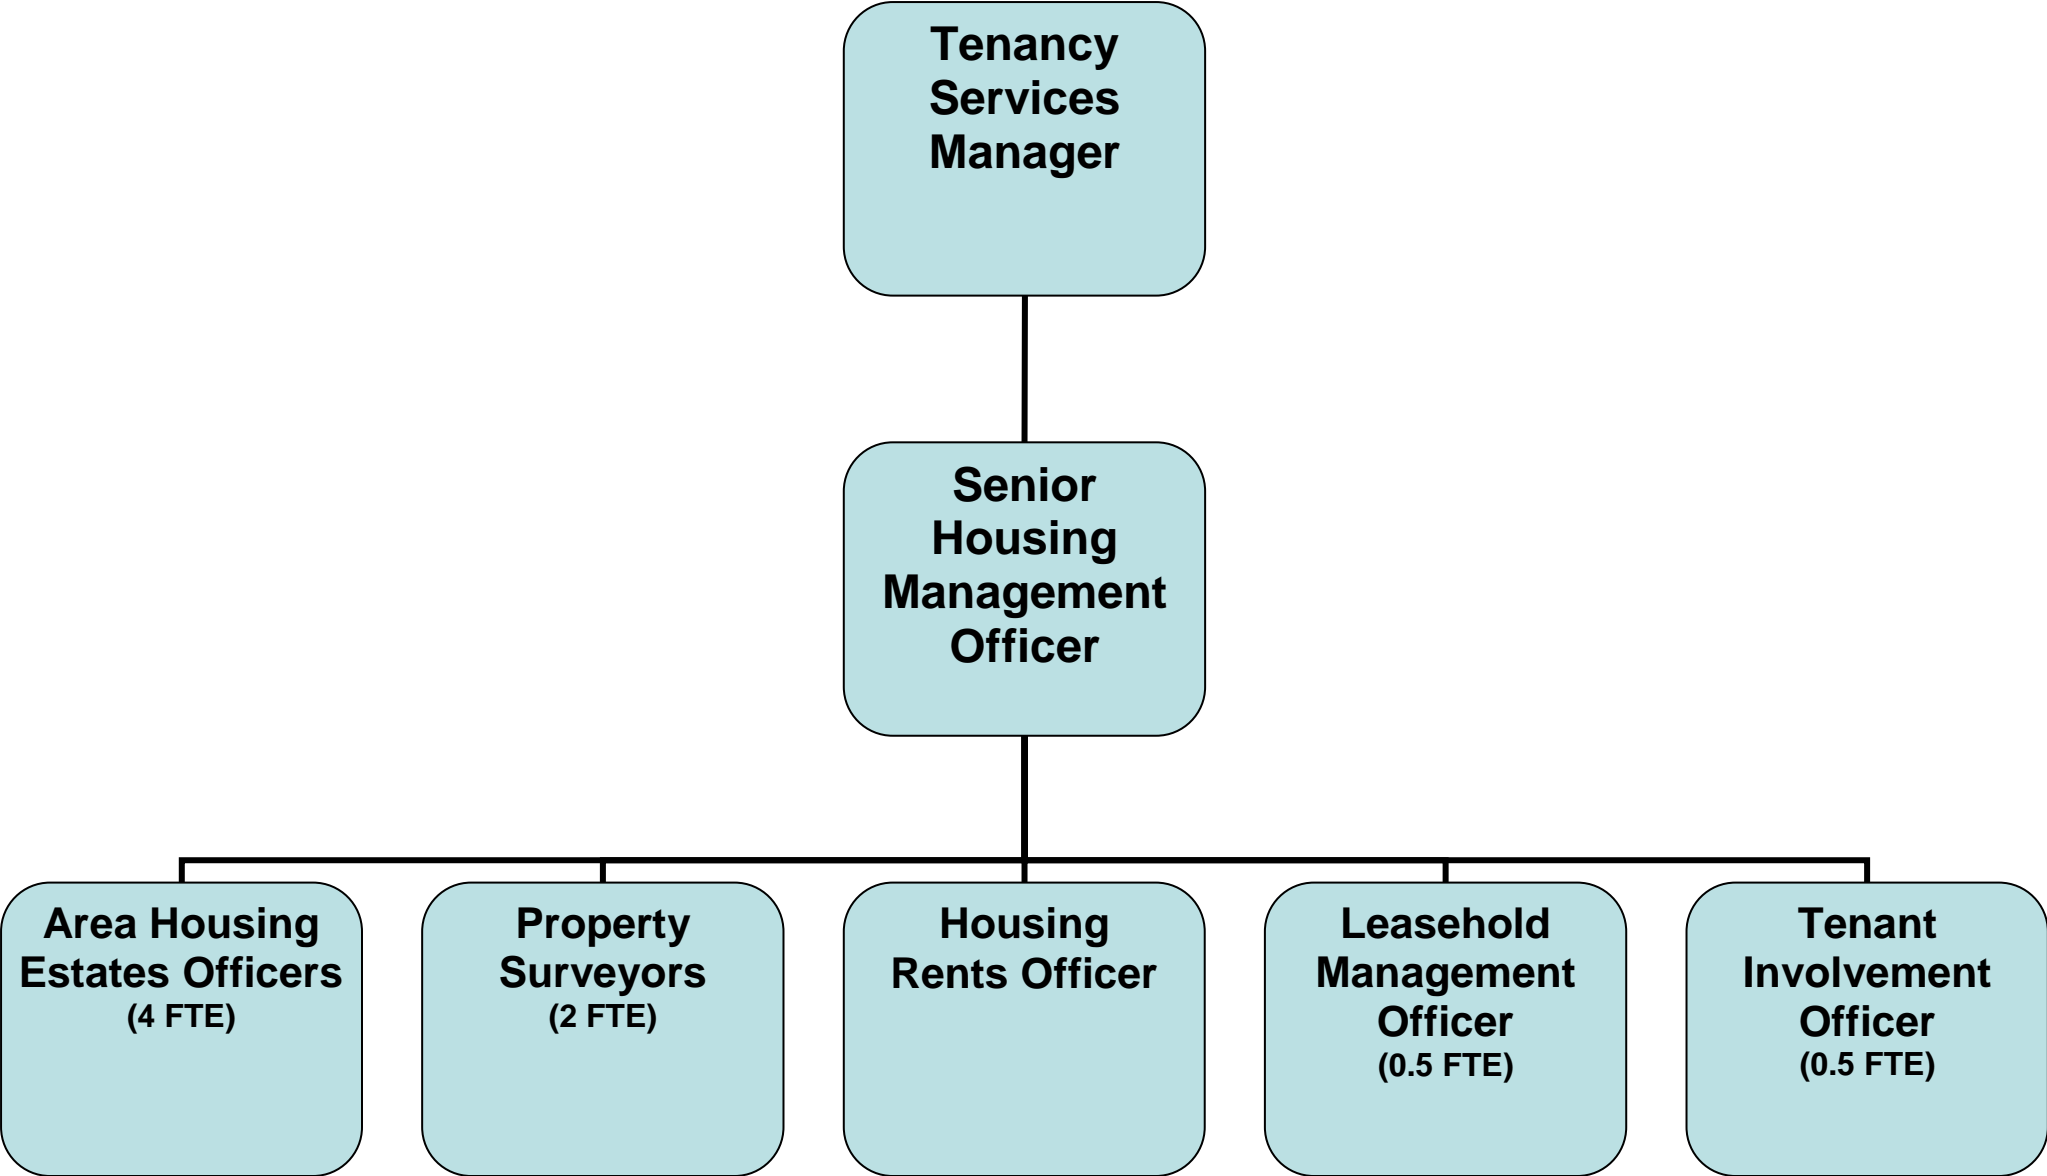 Tenancy
Services
Manager
Senior
Housing
Management
Officer
Area Housing
Estates Officers
(4 FTE)
Property
Surveyors
(2 FTE)
Housing
Rents Officer
Leasehold
Management
Officer
(0.5 FTE)
Tenant
Involvement
Officer
(0.5 FTE)